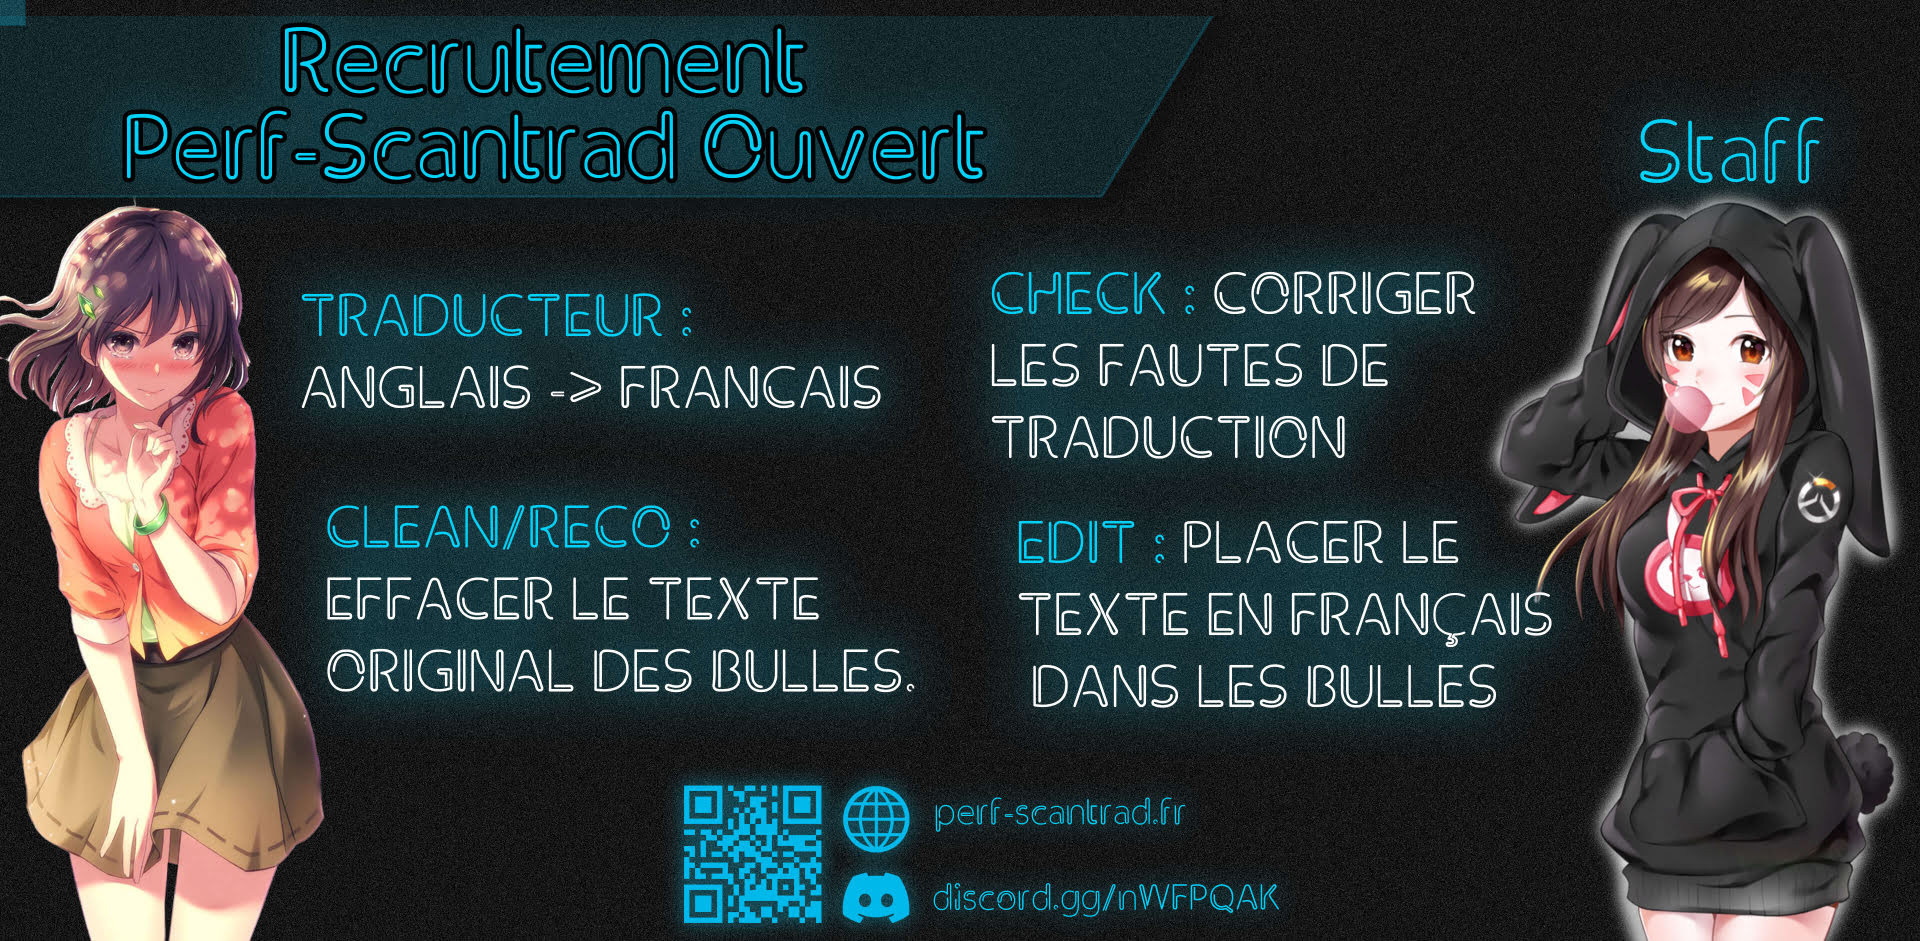 Recrutement
Perf-Scantrad Ouvert
Staff
TRADUCTEUR :
ANGLAIS -> FRANCAIS
CLEAN/RECO :
EFFACER LE TEXTE
ORIGINAL DES BULLES.
CHECK : CORRIGER
LES FAUTES DE
TRADUCTION
EDIT : PLACER LE
TEXTE EN FRANÇAIS
DANS LES BULLES
perf-scantrad.fr
discord.gg/nWFPQAK